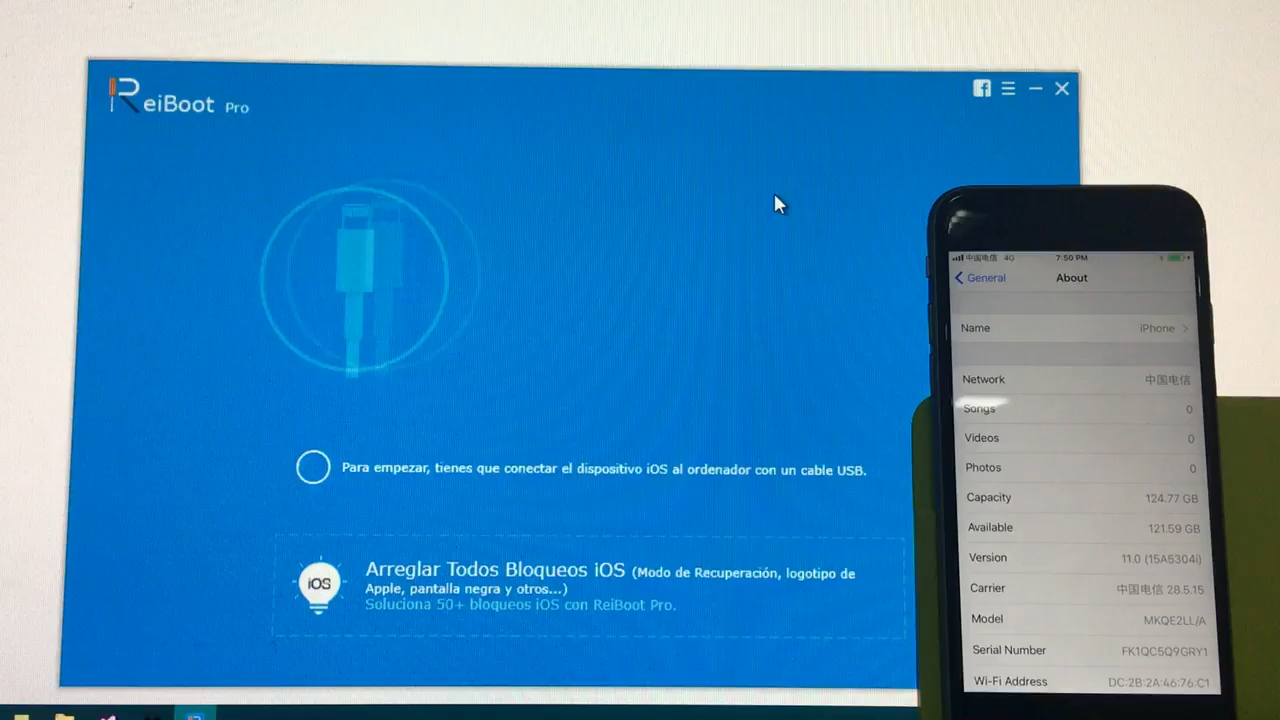 ReiBoot Pro
Para empezar, tienes que conectar el dispositivo iOS al ordenador con un cable USB.
iOS
Arreglar Todos Bloqueos iOS (Modo de Recuperación, logotipo de
Apple, pantalla negra y otros...)
Soluciona 50+ bloqueos iOS con ReiBoot Pro.
中国电信 4G 7:50 PM
General About
Name iPhone
Network 中国电信
Songs 0
Videos 0
Photos 0
Capacity 124.77 GB
Available 121.59 GB
Version 11.0 (15A5304i)
Carrier 中国电信 28.5.15
Model MKQE2LL/A
Serial Number FK1QC5Q9GRY1
Wi-Fi Address DC:2B:2A:46:76:C1